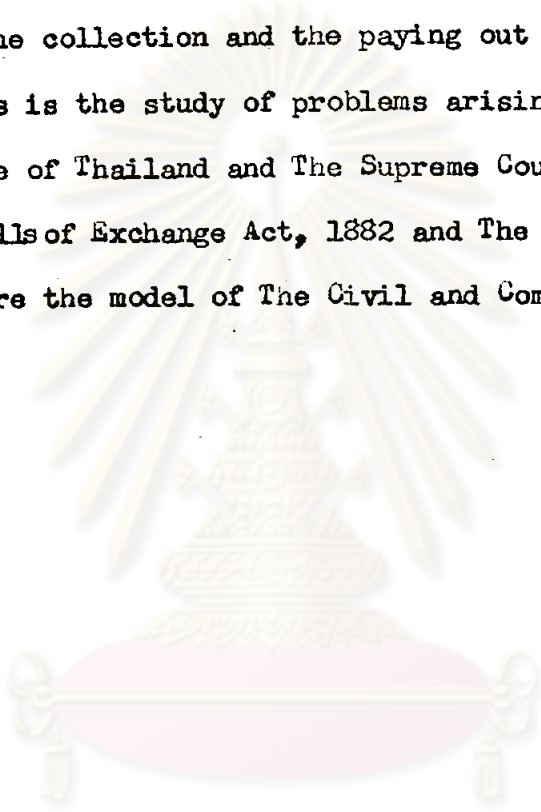 ne collection and the paying out
s is the study of problems arisin
e of Thailand and The Supreme Cou
lls of Exchange Act, 1882 and The
re the model of The Civil and Com